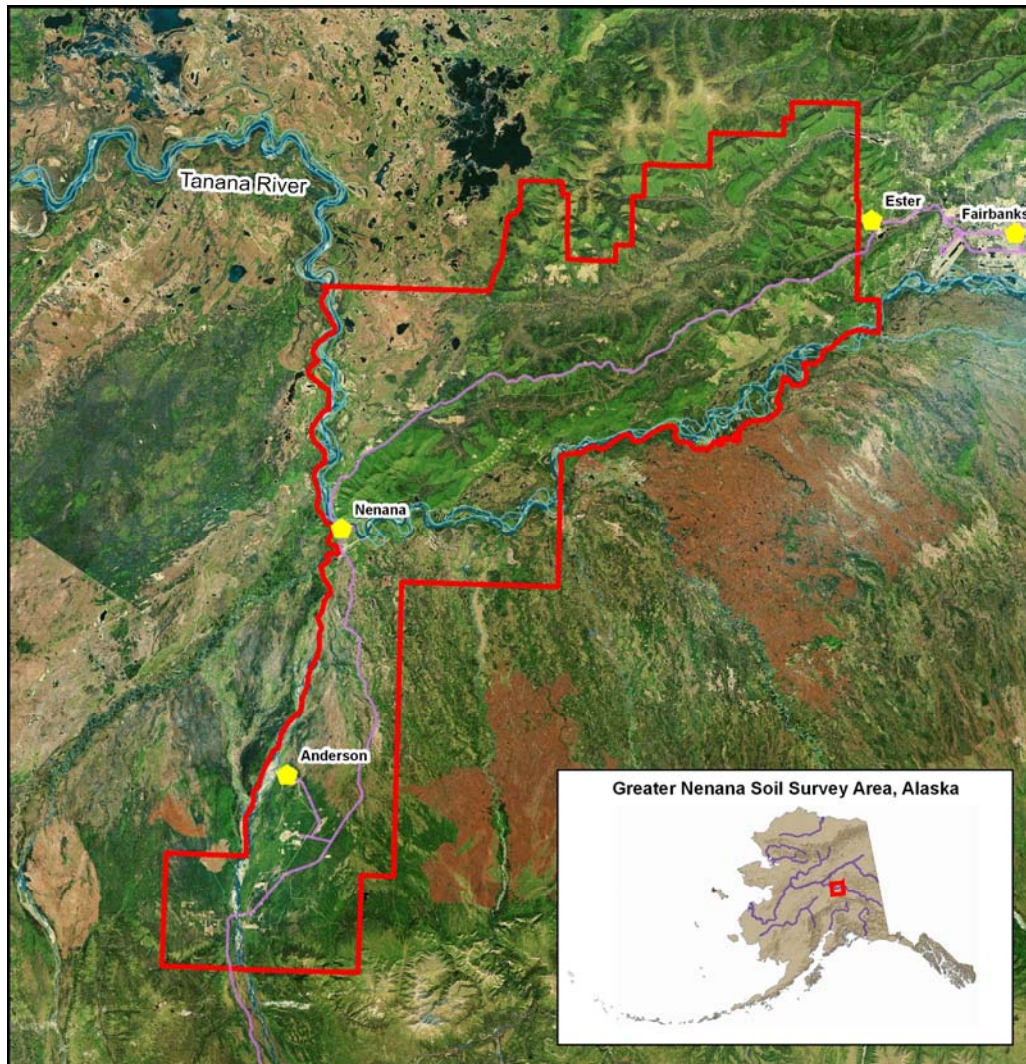 Tanana River
Ester
Fairbanks
Nenana
Anderson
Greater Nenana Soil Survey Area, Alaska